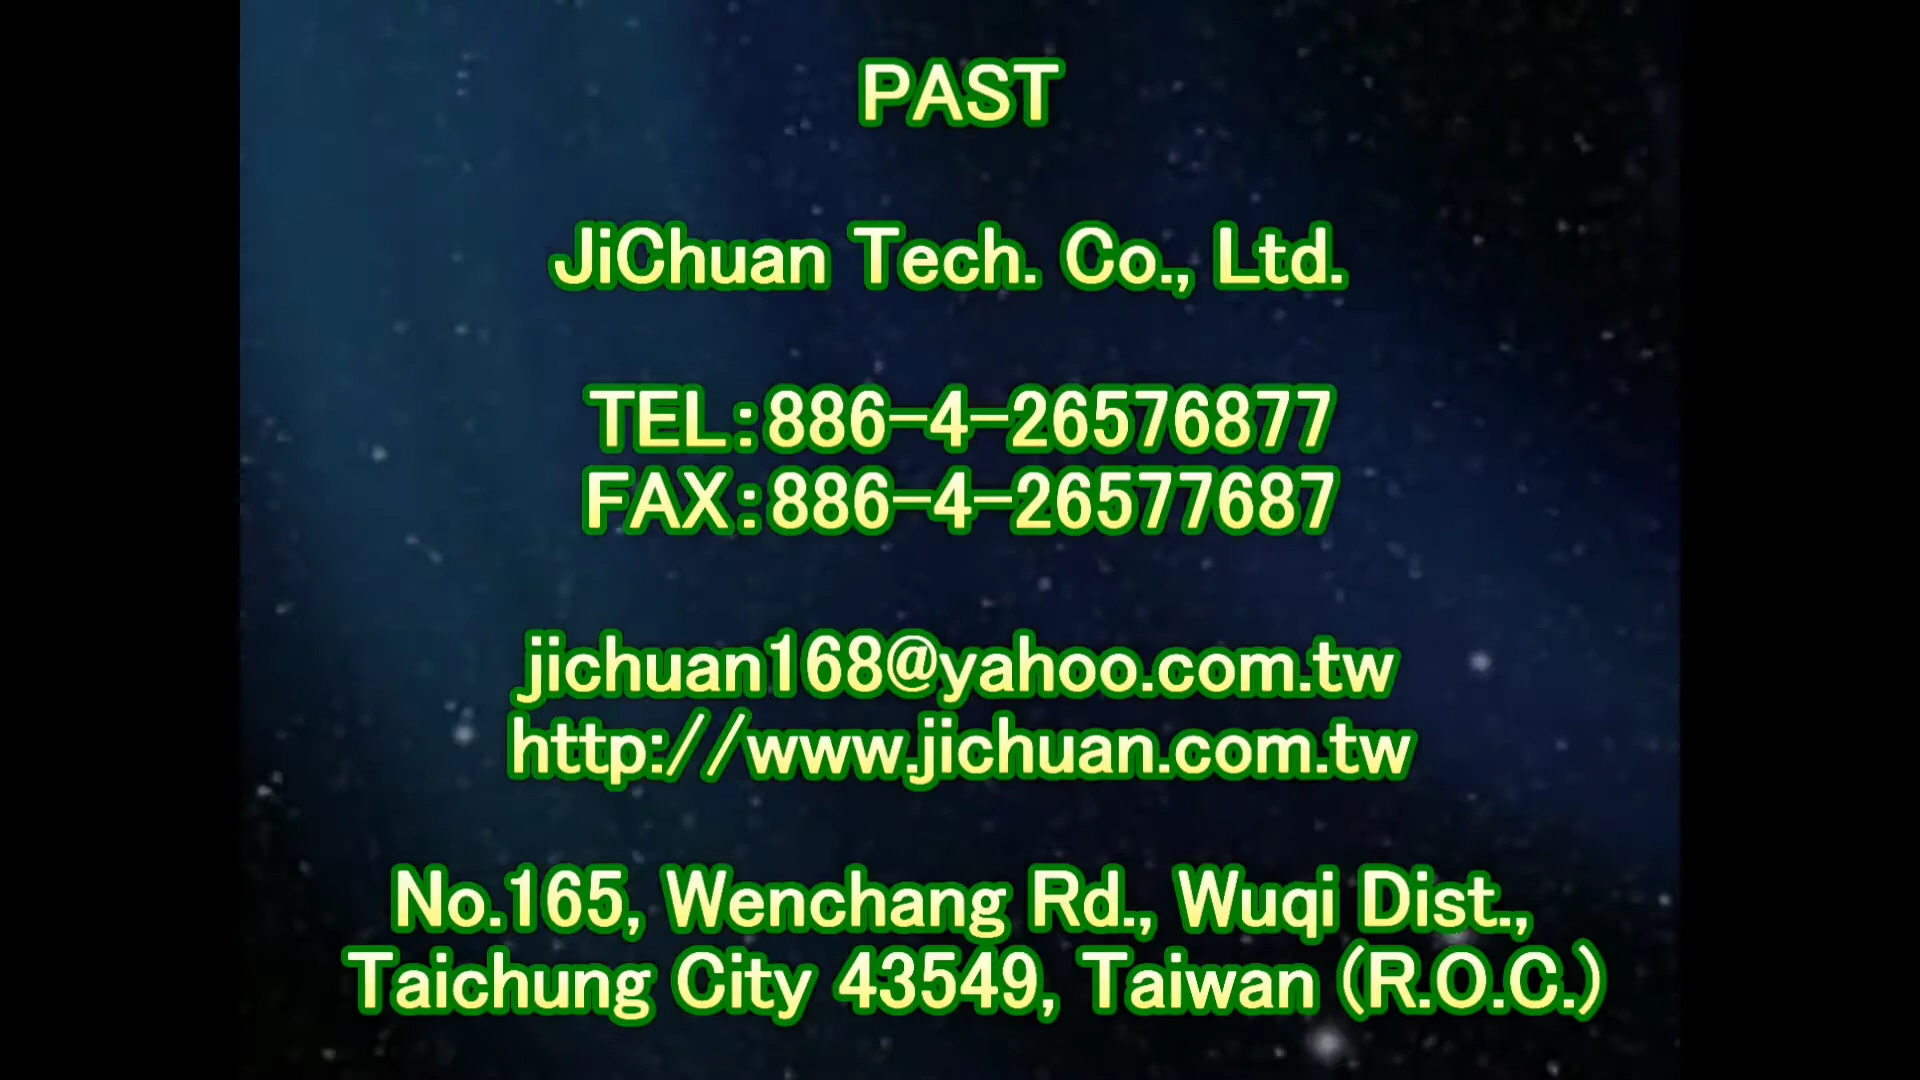 PAST
JiChuan Tech. Co., Ltd.
TEL:886-4-26576877
FAX:886-4-26577687
jichuan168@yahoo.com.tw
http://www.jichuan.com.tw
No.165, Wenchang Rd., Wuqi Dist.,
Taichung City 43549, Taiwan (R.O.C.)